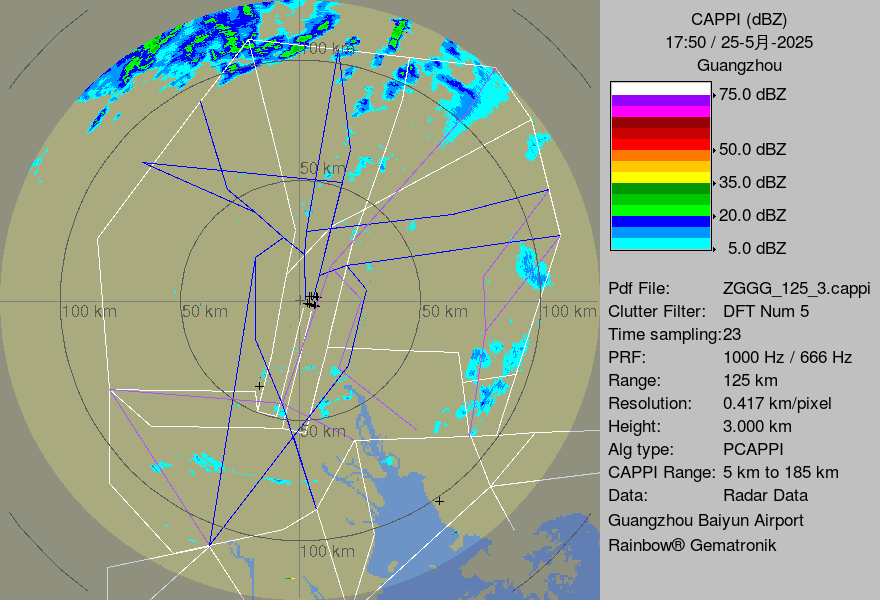 100 km
50 km
100 km
50 km
50 km
100 km
50 km
100 km
CAPPI (dBZ)
17:50 / 25-5月-2025
Guangzhou
75.0 dBZ
50.0 dBZ
35.0 dBZ
20.0 dBZ
5.0 dBZ
Pdf File: ZGGG_125_3.cappi
Clutter Filter: DFT Num 5
Time sampling:23
PRF: 1000 Hz / 666 Hz
Range: 125 km
Resolution: 0.417 km/pixel
Height: 3.000 km
Alg type: PCAPPI
CAPPI Range: 5 km to 185 km
Data: Radar Data
Guangzhou Baiyun Airport
Rainbow® Gematronik